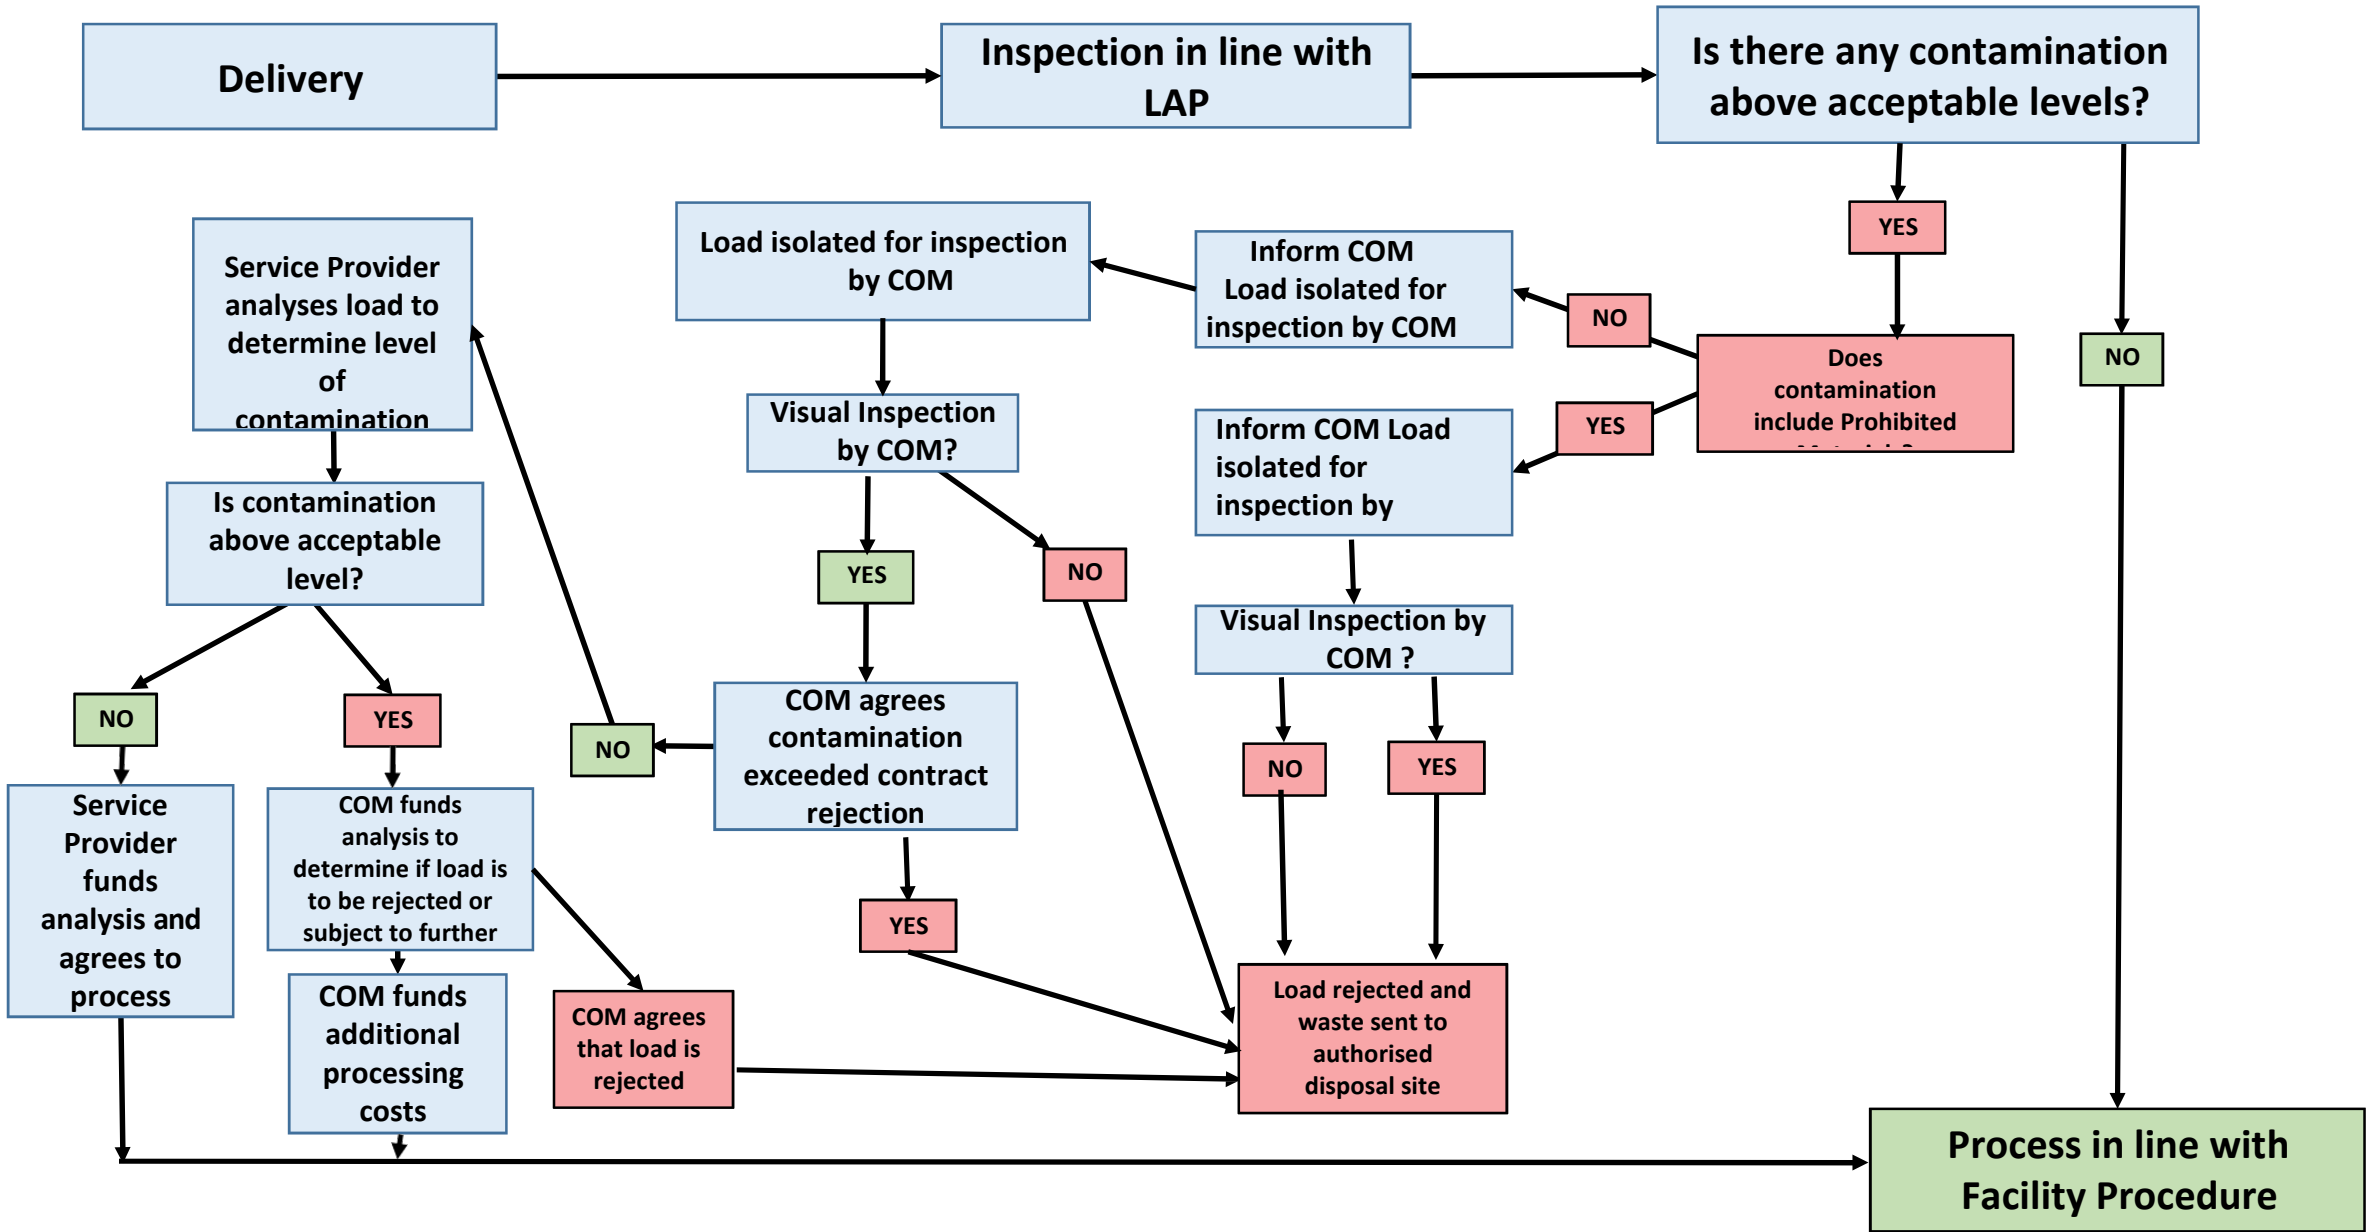 Delivery
Inspection in line with
LAP
Is there any contamination
above acceptable levels?
YES
NO
Does
contamination
include Prohibited
NO
YES
Inform COM
Load isolated for
inspection by COM
Load isolated for inspection
by COM
Inform COM Load
isolated for
inspection by
Visual Inspection by
COM ?
NO
YES
Visual Inspection
by COM?
YES
NO
COM agrees
contamination
exceeded contract
rejection
NO
YES
Service Provider
analyses load to
determine level
of
contamination
Is contamination
above acceptable
level?
NO
YES
Service
Provider
funds
analysis and
agrees to
process
COM funds
analysis to
determine if load is
to be rejected or
subject to further
COM funds
additional
processing
costs
COM agrees
that load is
rejected
Load rejected and
waste sent to
authorised
disposal site
Process in line with
Facility Procedure